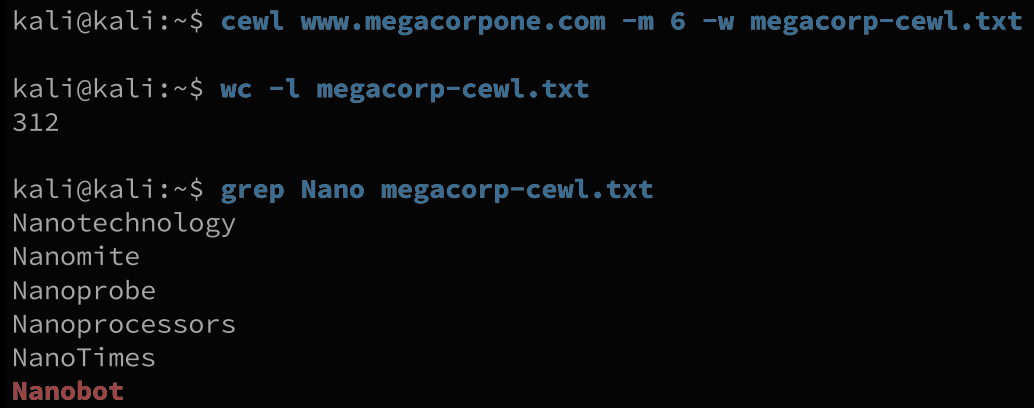 kali@kali:~$ cewl www.megacorpone.com -m 6 -w megacorp-cewl.txt
kali@kali:~$ wc -l megacorp-cewl.txt
312
kali@kali:~$ grep Nano megacorp-cewl.txt
Nanotechnology
Nanomite
Nanoprobe
Nanoprocessors
NanoTimes
Nanobot